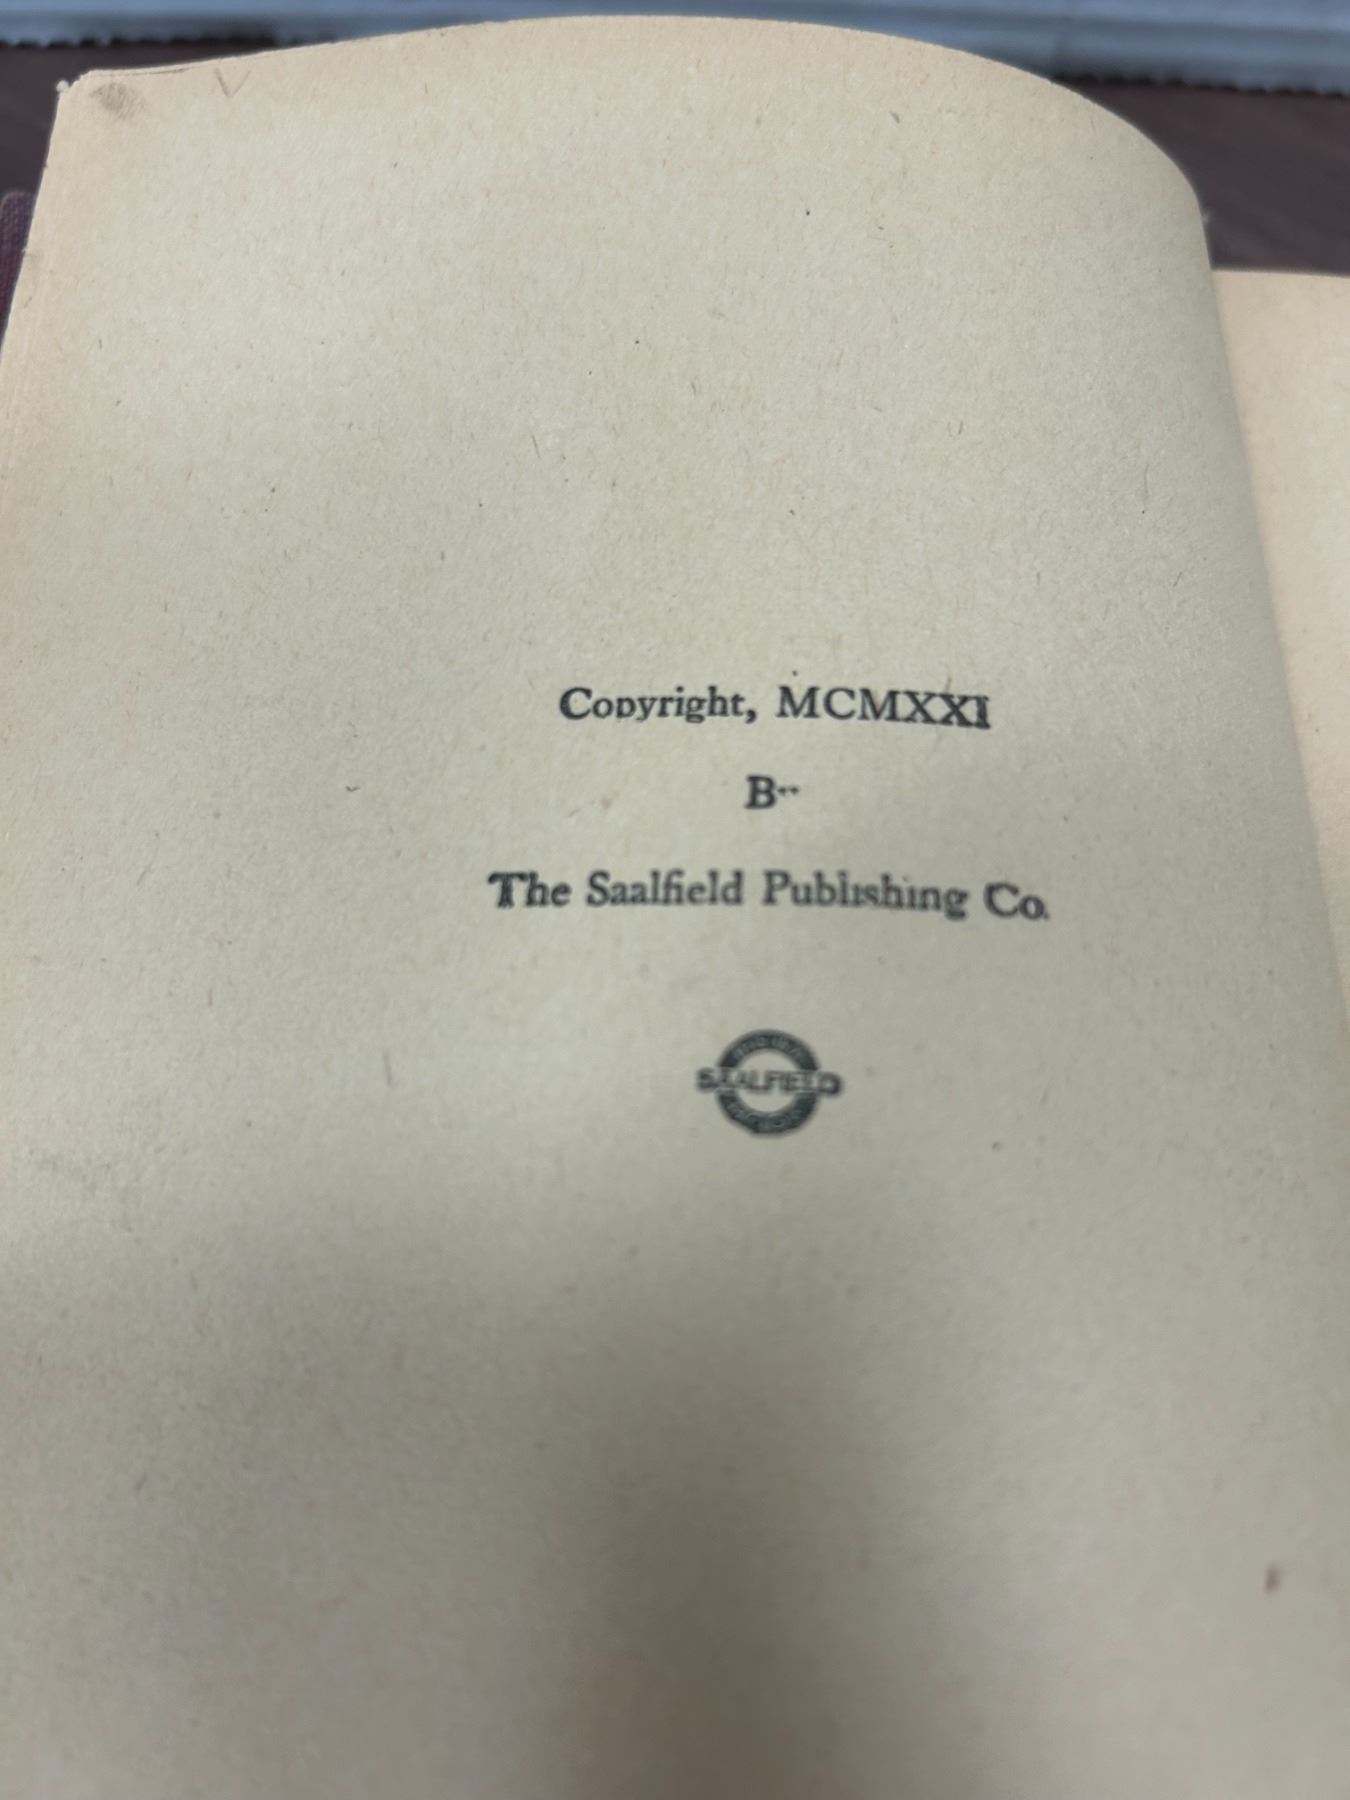 Copyright, MCMXXI
B
The Saalfield Publishing Co.
SAALFIELD